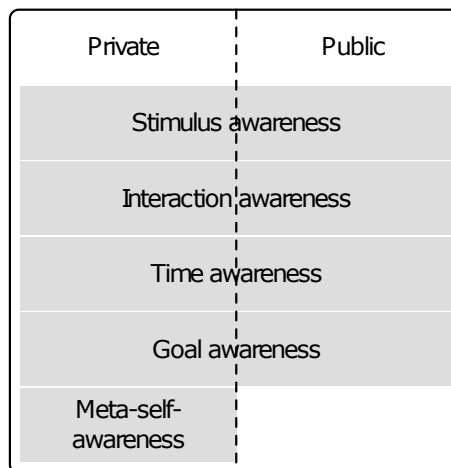 Private Public
Stimulus awareness
Interaction awareness
Time awareness
Goal awareness
Meta-self-
awareness